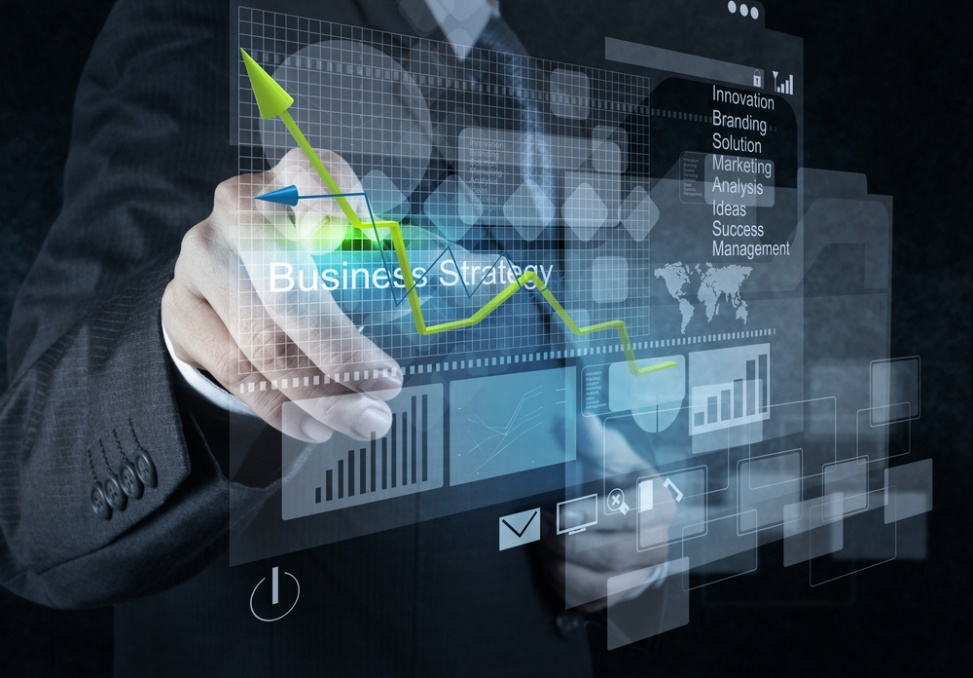 Innovation
Branding
Solution
Marketing
Analysis
Ideas
Success
Management
Business Strategy